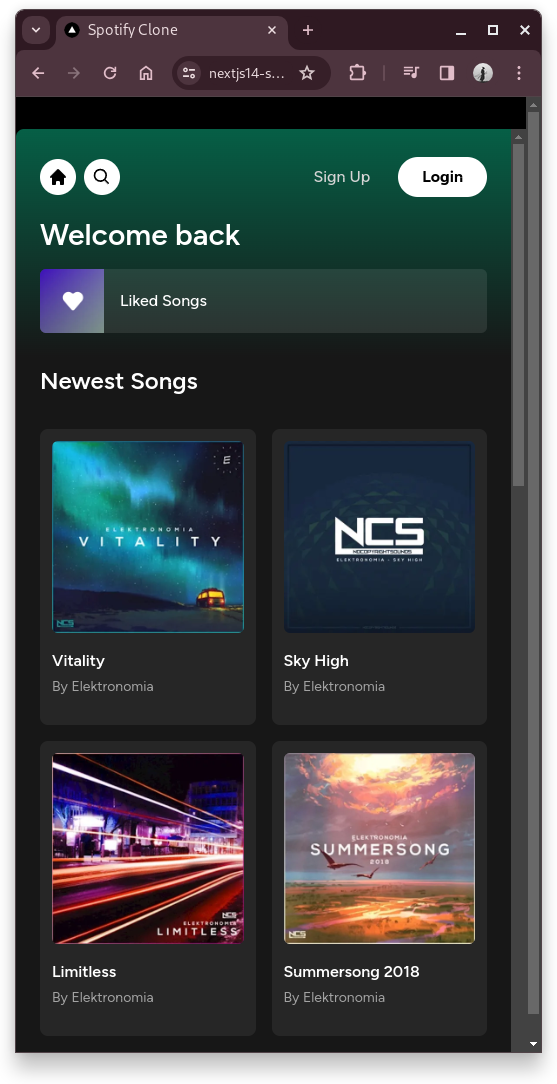 Spotify Clone
nextjs14-s...
Sign Up
Login
Welcome back
Liked Songs
Newest Songs
E
ELEKTRONOMIA
VITALITY
NCS
NCS
NOCOPYRIGHTSOUNDS
ELEKTRONOMIA - SKY HIGH
Vitality
By Elektronomia
Sky High
By Elektronomia
NCS
ELEKTRONOMIA
LIMITLESS
ELEKTRONOMIA
SUMMERSONG
2018
NCS
Limitless
By Elektronomia
Summersong 2018
By Elektronomia